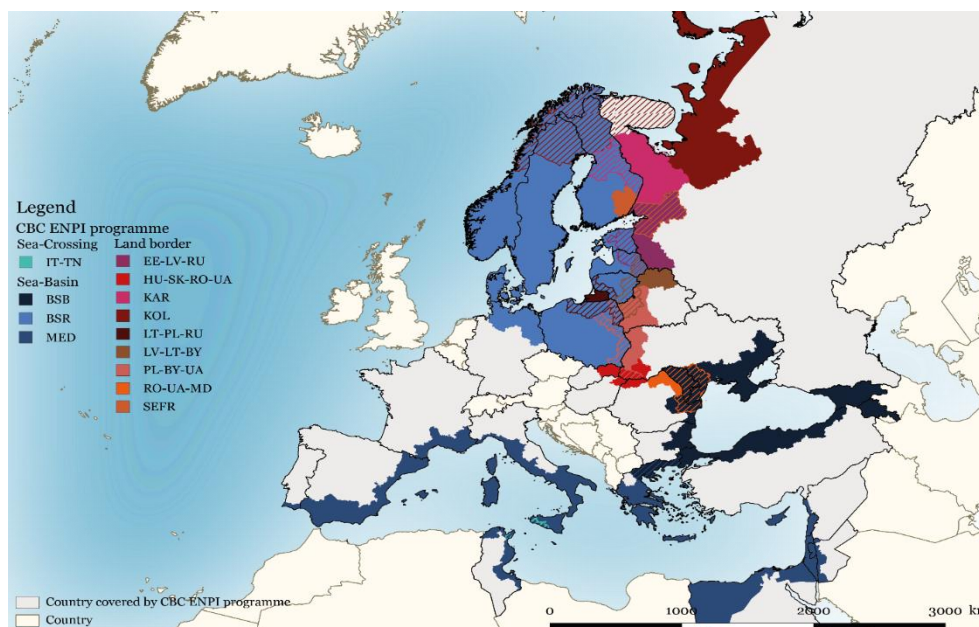 Legend
CBC ENPI programme
Sea-Crossing
IT-TN
Sea-Basin
BSB
BSR
MED
Land border
EE-LV-RU
HU-SK-RO-UA
KAR
KOL
LT-PL-RU
LV-LT-BY
PL-BY-UA
RO-UA-MD
SEFR
Country covered by CBC ENPI programme
Country
0 1000 2000 3000 km